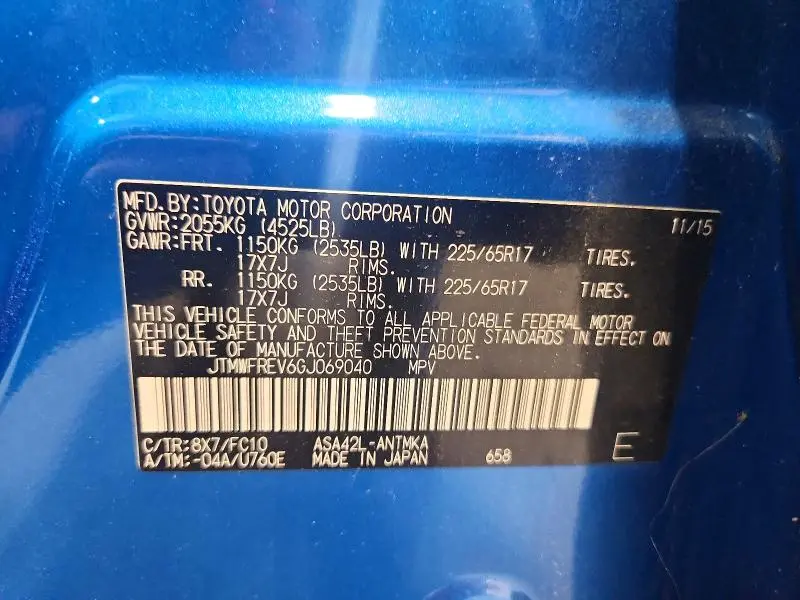 MFD.BY:TOYOTA MOTOR CORPORATION 11/15
GVWR:2055KG (4525LB)
GAWR:FRT. 1150KG (2535LB) WITH 225/65R17 TIRES.
17X7J RIMS.
RR. 1150KG (2535LB) WITH 225/65R17 TIRES.
17X7J RIMS.
THIS VEHICLE CONFORMS TO ALL APPLICABLE FEDERAL MOTOR
VEHICLE SAFETY AND THEFT PREVENTION STANDARDS IN EFFECT ON
THE DATE OF MANUFACTURE SHOWN ABOVE.
JTMWFREV6GJ069040 MPV
C/TR:8X7/FC10 ASA42L-ANTMKA
A/TM:-04A/U760E MADE IN JAPAN 658 E